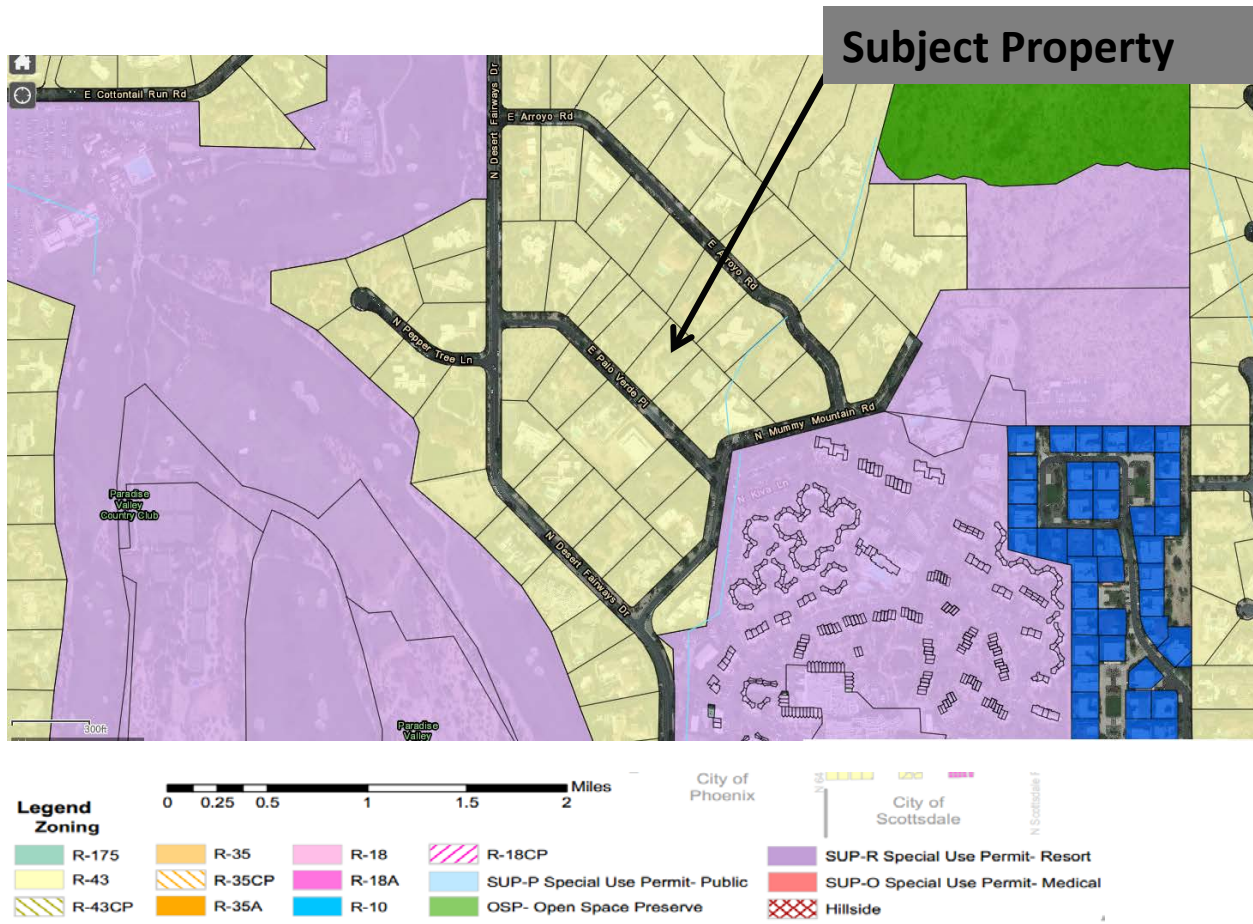 Subject Property
E Cottontail Run Rd
N Desert Fairways Dr
E Arroyo Rd
E Arroyo Rd
N Pepper Tree Ln
E Palo Verde Pl
N Mummy Mountain Rd
N Kiva Ln
Paradise
Valley
Country Club
N Desert Fairways Dr
Paradise
Valley
300ft
Legend
Zoning
0 0.25 0.5 1 1.5 2 Miles
City of
Phoenix
N 64
City of
Scottsdale
N Scottsdale
R-175
R-35
R-18
R-18CP
SUP-R Special Use Permit- Resort
R-43
R-35CP
R-18A
SUP-P Special Use Permit- Public
SUP-O Special Use Permit- Medical
R-43CP
R-35A
R-10
OSP- Open Space Preserve
Hillside